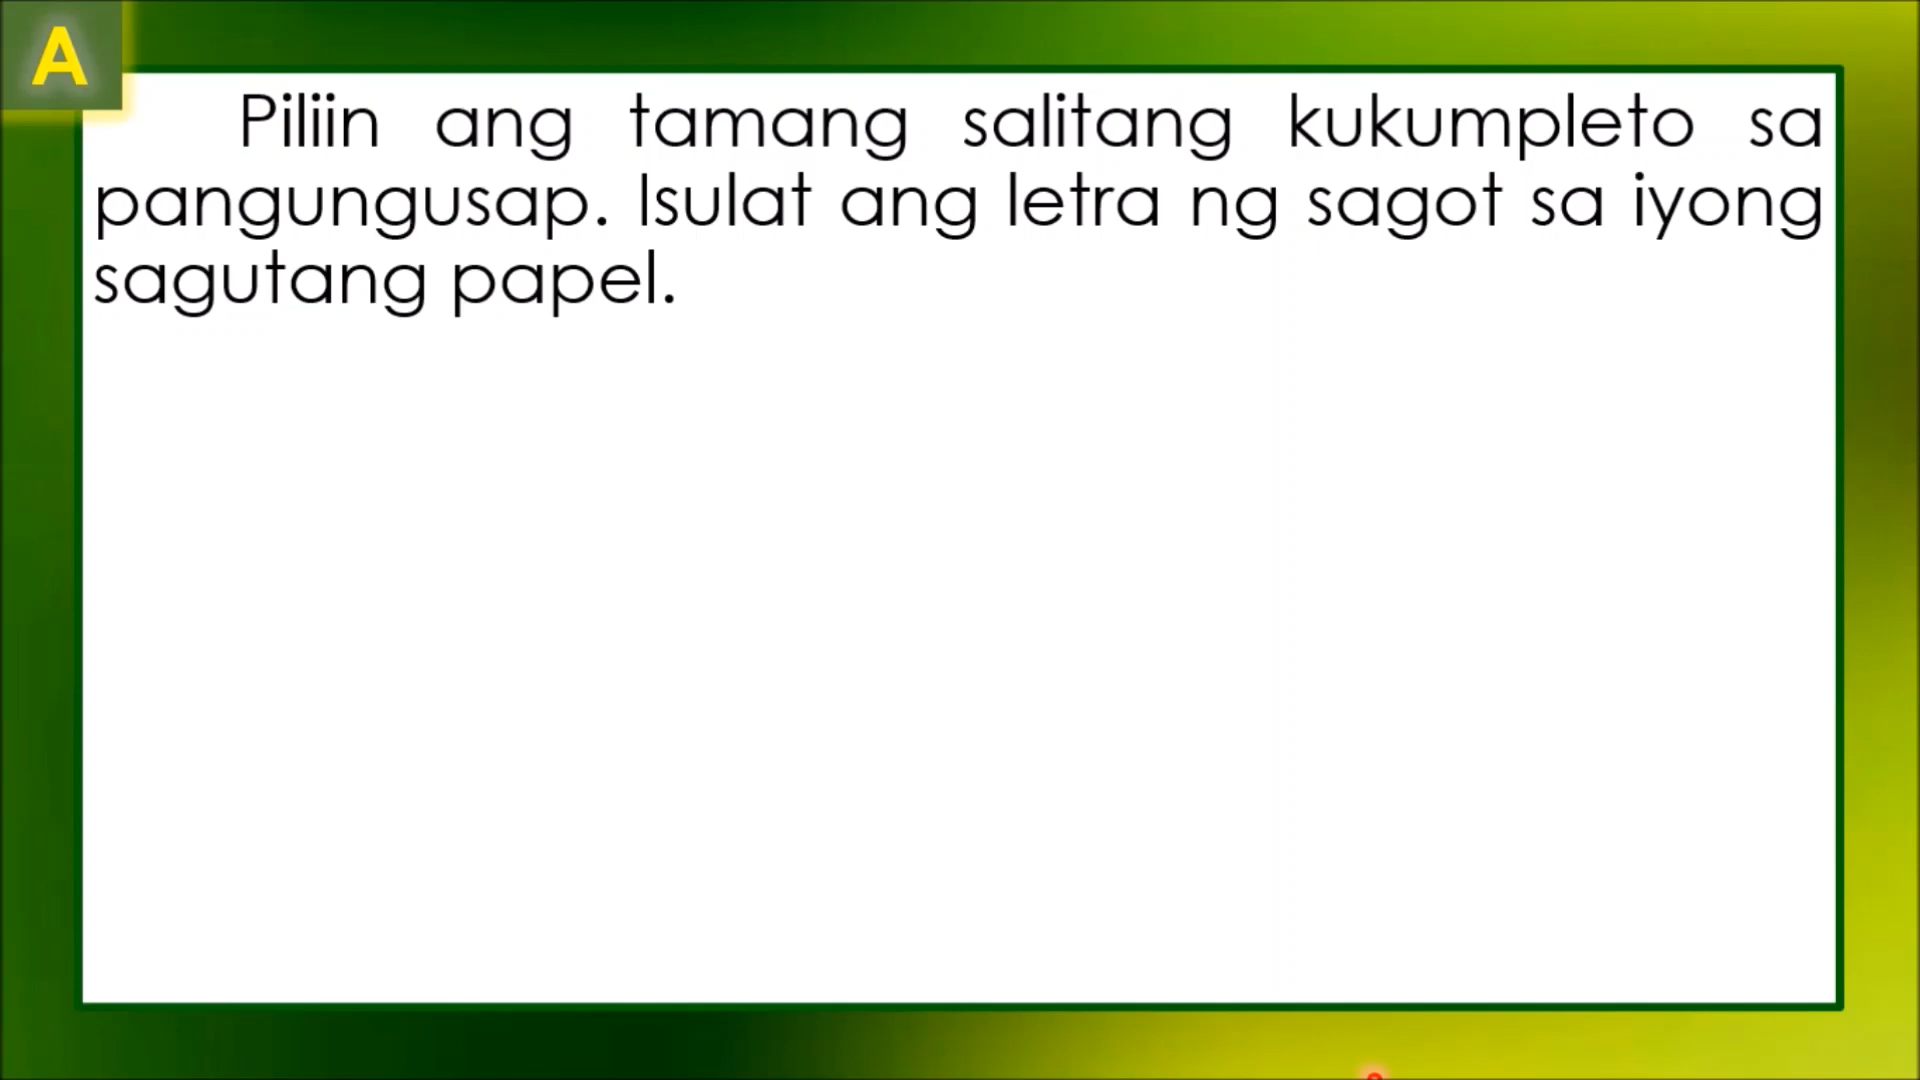 A
Piliin ang tamang salitang kukumpleto sa
pangungusap. Isulat ang letra ng sagot sa iyong
sagutang papel.